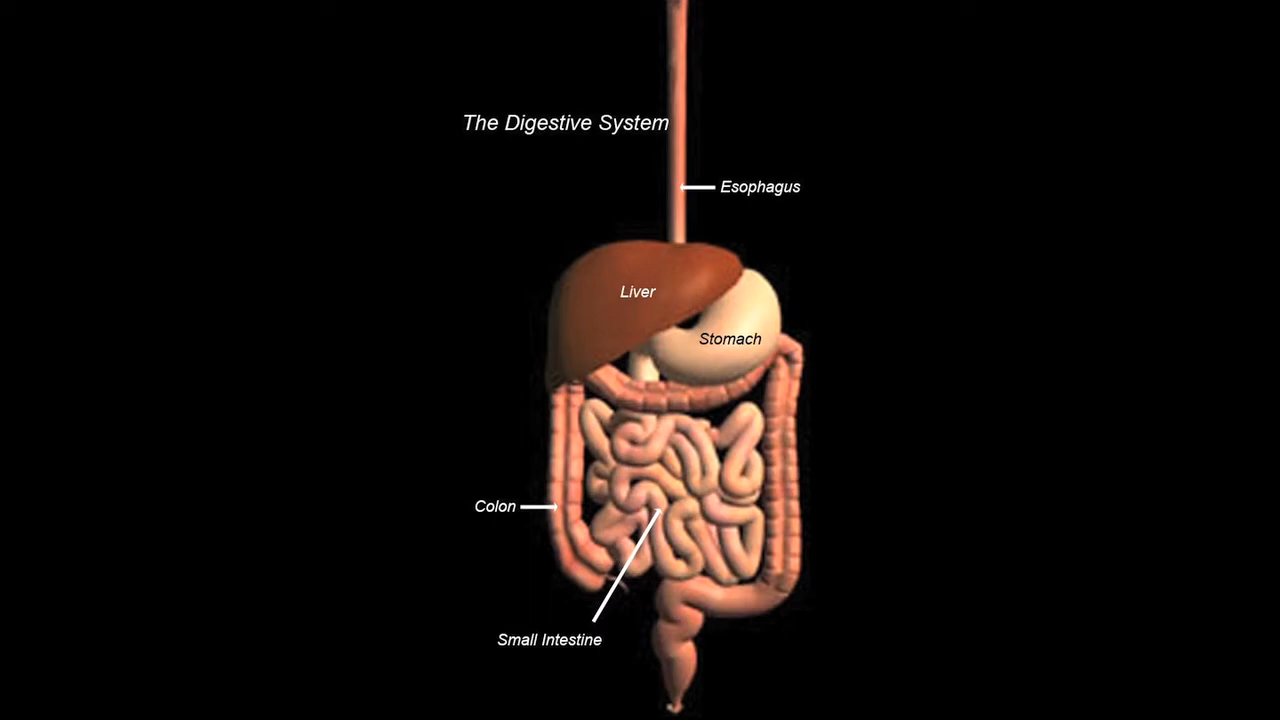 The Digestive System
Esophagus
Liver
Stomach
Colon
Small Intestine